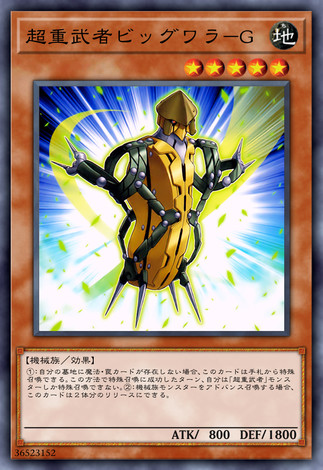 超重武者ビッグワラーG
地
【機械族／効果】
①：自分の墓地に魔法・罠カードが存在しない場合、このカードは手札から特殊
召喚できる。この方法で特殊召喚に成功したターン、自分は「超重武者」モンス
ターしか特殊召喚できない。②：機械族モンスターをアドバンス召喚する場合、
このカードは２体分のリリースにできる。
ATK/ 800 DEF/1800
36523152